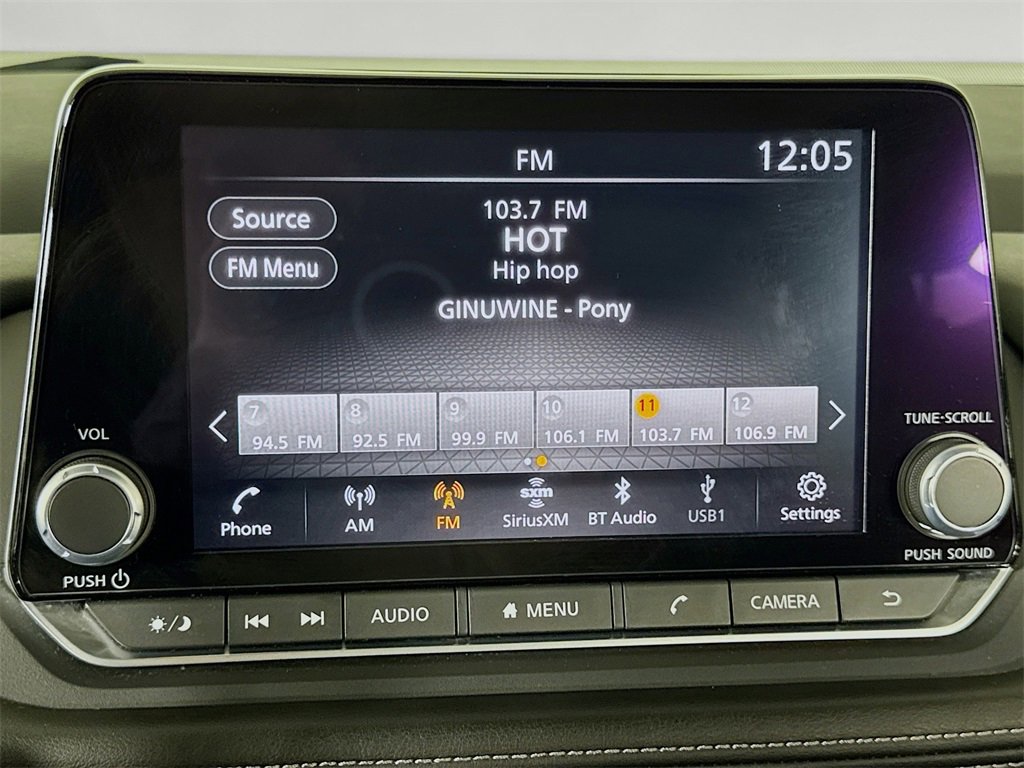 FM
12:05
Source
FM Menu
103.7 FM
HOT
Hip hop
GINUWINE - Pony
7
94.5 FM
8
92.5 FM
9
99.9 FM
10
106.1 FM
11
103.7 FM
12
106.9 FM
Phone
AM
FM
sxm
SiriusXM
BT Audio
USB1
Settings
VOL
PUSH
TUNE·SCROLL
PUSH SOUND
AUDIO
MENU
CAMERA